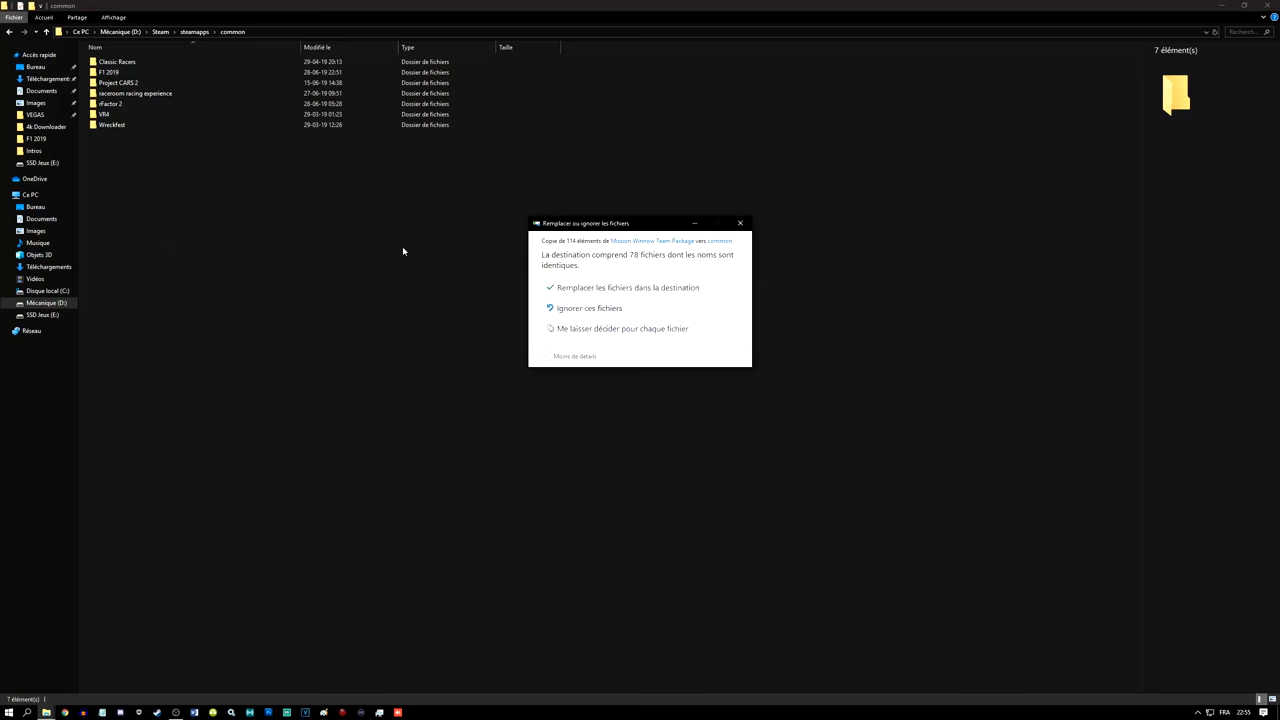 common
Fichier Accueil Partage Affichage
Ce PC Mécanique (D:) Steam steamapps common Recherc...
Nom Modifié le Type Taille
7 élément(s)
Accès rapide
Bureau
Téléchargement:
Documents
Images
VEGAS
4k Downloader
F1 2019
Intros
SSD Jeux (E:)
OneDrive
Ce PC
Bureau
Documents
Images
Musique
Objets 3D
Téléchargements
Vidéos
Disque local (C:)
Mécanique (D:)
SSD Jeux (E:)
Réseau
Classic Racers 29-04-19 20:13 Dossier de fichiers
F1 2019 28-06-19 22:51 Dossier de fichiers
Project CARS 2 15-06-19 14:38 Dossier de fichiers
raceroom racing experience 27-06-19 09:51 Dossier de fichiers
rFactor 2 28-06-19 05:28 Dossier de fichiers
VR4 29-03-19 01:23 Dossier de fichiers
Wreckfest 29-03-19 12:26 Dossier de fichiers
Remplacer ou ignorer les fichiers
Copie de 114 éléments de Mission Winnow Team Package vers common
La destination comprend 78 fichiers dont les noms sont
identiques.
Remplacer les fichiers dans la destination
Ignorer ces fichiers
Me laisser décider pour chaque fichier
Moins de détails
7 élément(s)
FRA 22:55